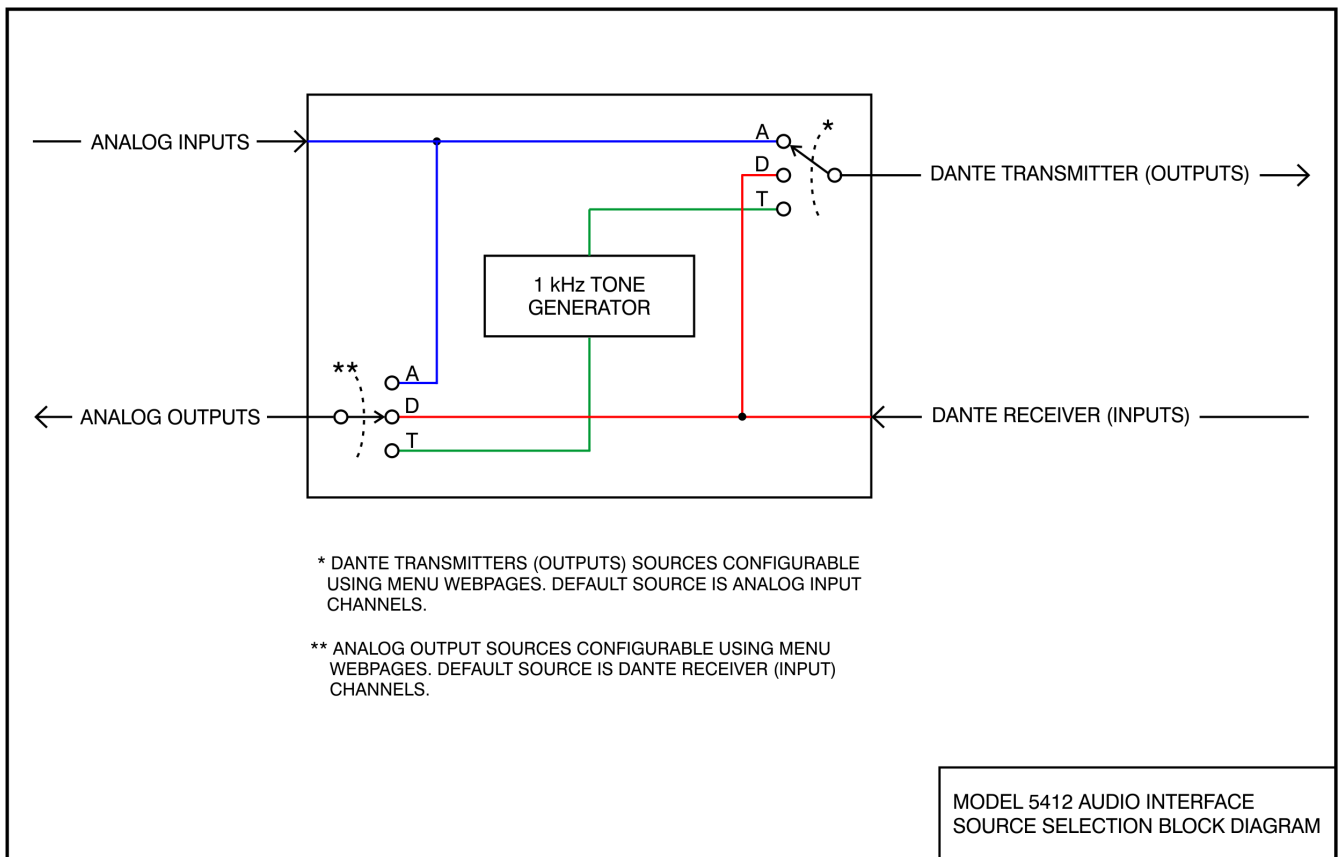 ANALOG INPUTS
A
*
D
DANTE TRANSMITTER (OUTPUTS)
T
1 kHz TONE
GENERATOR
**
A
D
ANALOG OUTPUTS
DANTE RECEIVER (INPUTS)
T
* DANTE TRANSMITTERS (OUTPUTS) SOURCES CONFIGURABLE
USING MENU WEBPAGES. DEFAULT SOURCE IS ANALOG INPUT
CHANNELS.
** ANALOG OUTPUT SOURCES CONFIGURABLE USING MENU
WEBPAGES. DEFAULT SOURCE IS DANTE RECEIVER (INPUT)
CHANNELS.
MODEL 5412 AUDIO INTERFACE
SOURCE SELECTION BLOCK DIAGRAM